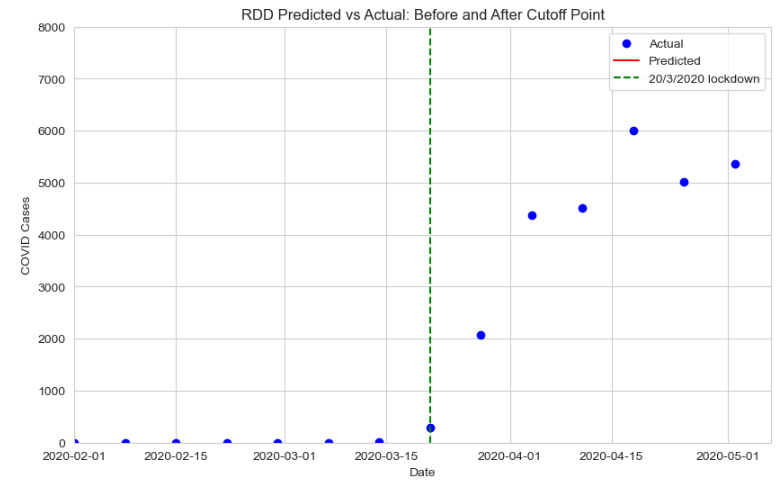 RDD Predicted vs Actual: Before and After Cutoff Point
8000
7000
6000
5000
4000
3000
2000
1000
0
COVID Cases
Actual
Predicted
20/3/2020 lockdown
2020-02-01
2020-02-15
2020-03-01
2020-03-15
2020-04-01
2020-04-15
2020-05-01
Date